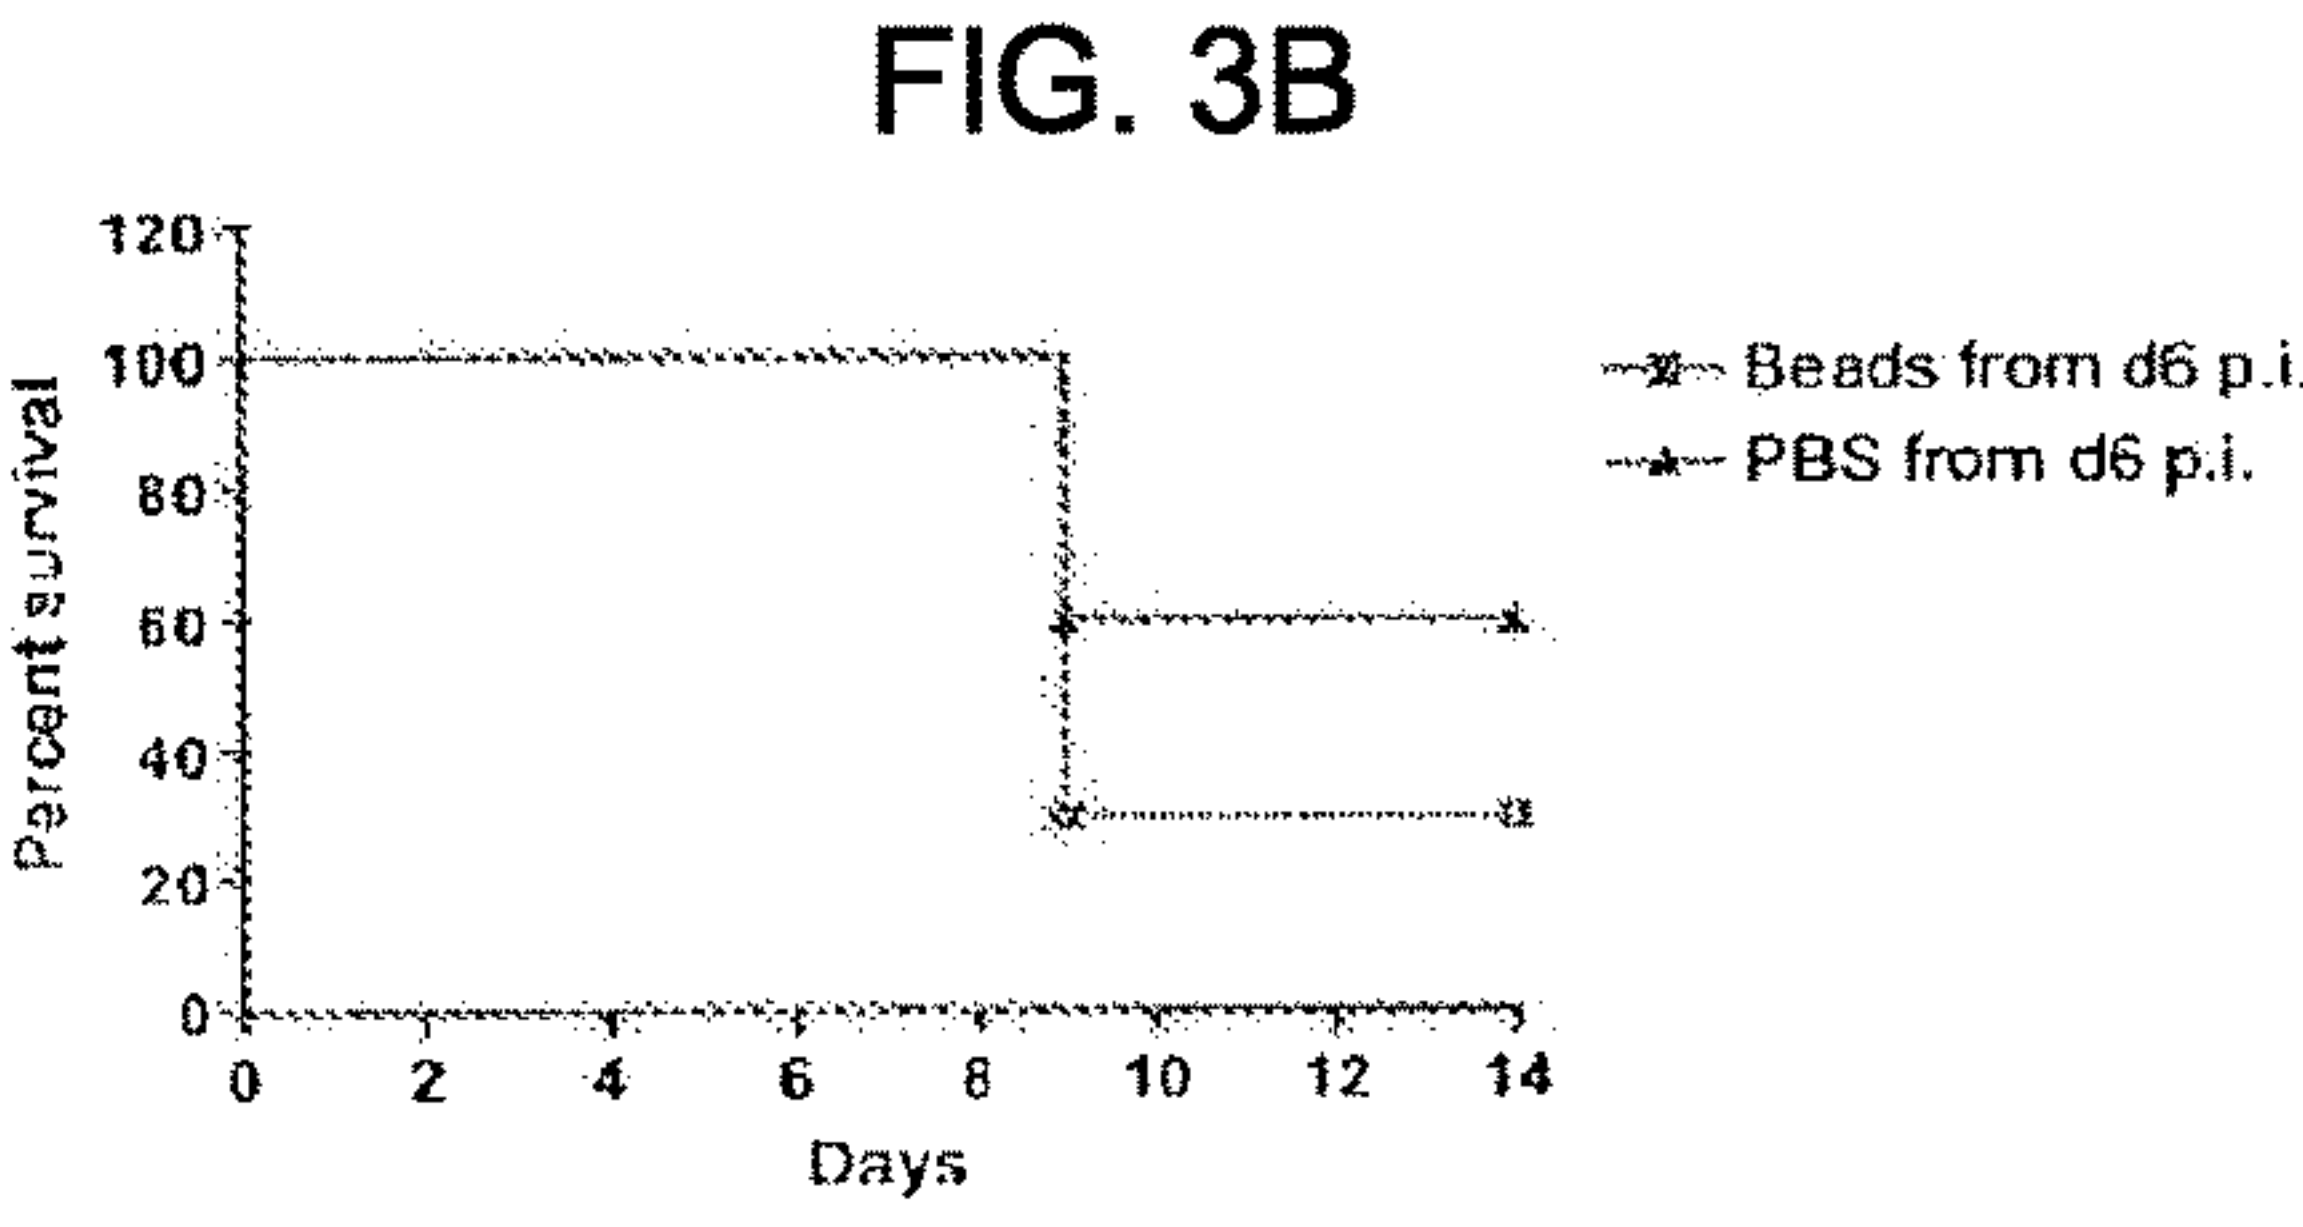 FIG. 3B
120
100
80
60
40
20
0
Percent survival
0 2 4 6 8 10 12 14
Days
Beads from d6 p.i.
PBS from d6 p.i.